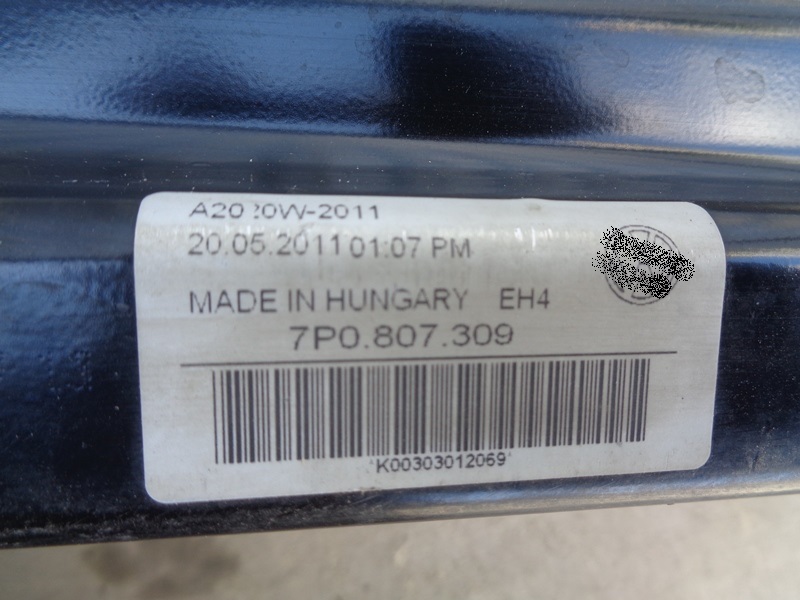 20.05.2011 01:07 PM
MADE IN HUNGARY EH4
7P0.807.309
*K00303012069*